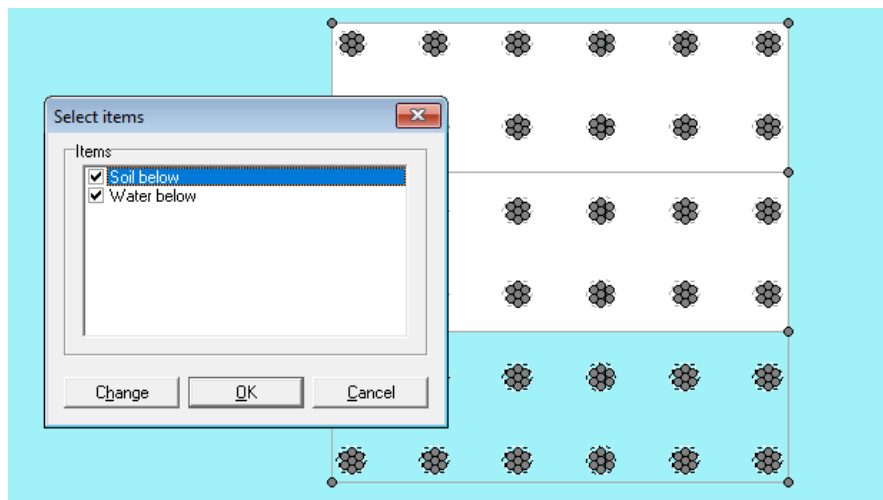 Select items
Items
Soil below
Water below
Change
OK
Cancel